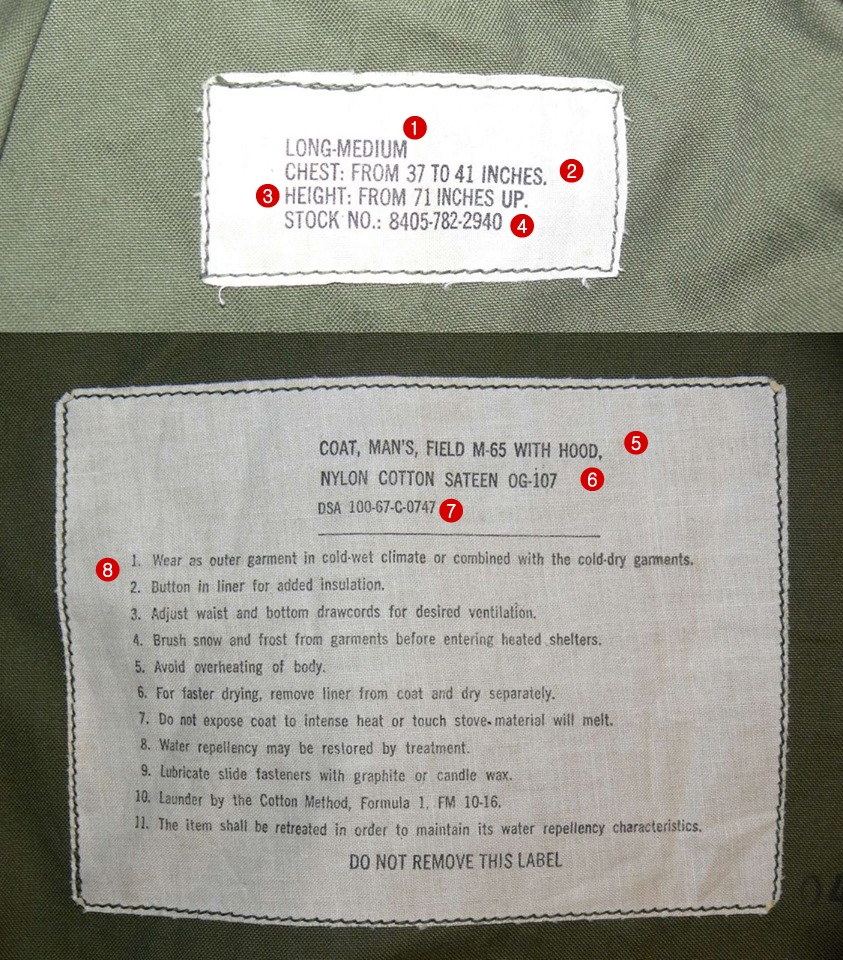 1
LONG-MEDIUM
CHEST: FROM 37 TO 41 INCHES. 2
3 HEIGHT: FROM 71 INCHES UP.
STOCK NO.: 8405-782-2940 4
COAT, MAN'S, FIELD M-65 WITH HOOD, 5
NYLON COTTON SATEEN OG-107 6
DSA 100-67-C-0747 7
8 1. Wear as outer garment in cold-wet climate or combined with the cold-dry garments.
2. Button in liner for added insulation.
3. Adjust waist and bottom drawcords for desired ventilation.
4. Brush snow and frost from garments before entering heated shelters.
5. Avoid overheating of body.
6. For faster drying, remove liner from coat and dry separately.
7. Do not expose coat to intense heat or touch stove-material will melt.
8. Water repellency may be restored by treatment.
9. Lubricate slide fasteners with graphite or candle wax.
10. Launder by the Cotton Method, Formula 1, FM 10-16.
11. The item shall be retreated in order to maintain its water repellency characteristics.
DO NOT REMOVE THIS LABEL